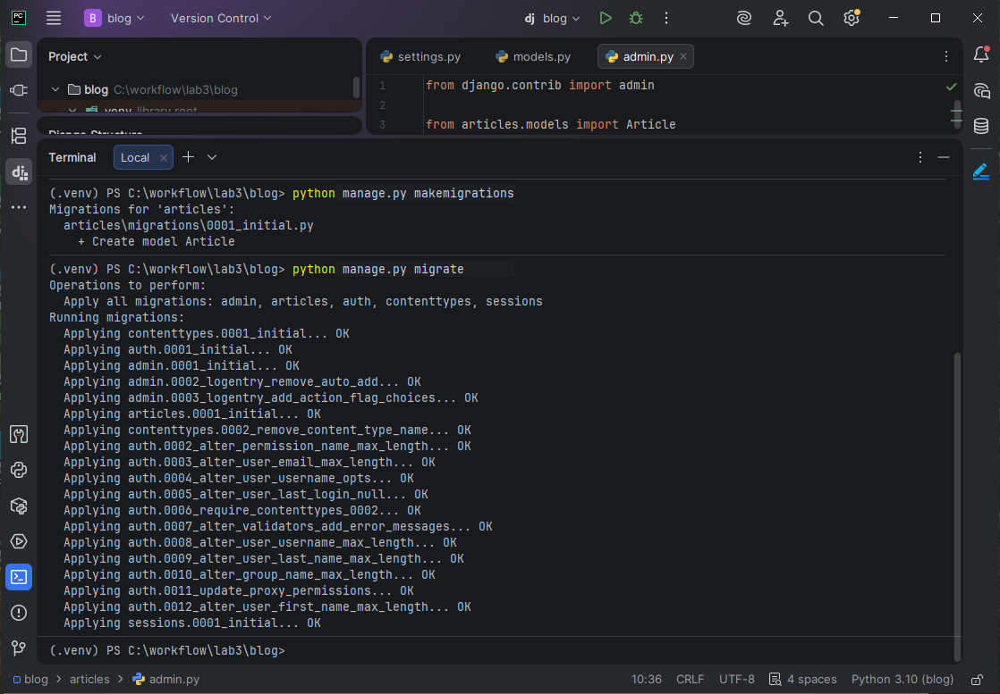 PC
B blog
Version Control
dj blog
Project
settings.py
models.py
admin.py
blog C:\workflow\lab3\blog
venv library root
Django Structure
1 from django.contrib import admin
2
3 from articles.models import Article
Terminal
Local
(.venv) PS C:\workflow\lab3\blog> python manage.py makemigrations
Migrations for 'articles':
articles\migrations\0001_initial.py
+ Create model Article
(.venv) PS C:\workflow\lab3\blog> python manage.py migrate
Operations to perform:
Apply all migrations: admin, articles, auth, contenttypes, sessions
Running migrations:
Applying contenttypes.0001_initial... OK
Applying auth.0001_initial... OK
Applying admin.0001_initial... OK
Applying admin.0002_logentry_remove_auto_add... OK
Applying admin.0003_logentry_add_action_flag_choices... OK
Applying articles.0001_initial... OK
Applying contenttypes.0002_remove_content_type_name... OK
Applying auth.0002_alter_permission_name_max_length... OK
Applying auth.0003_alter_user_email_max_length... OK
Applying auth.0004_alter_user_username_opts... OK
Applying auth.0005_alter_user_last_login_null... OK
Applying auth.0006_require_contenttypes_0002... OK
Applying auth.0007_alter_validators_add_error_messages... OK
Applying auth.0008_alter_user_username_max_length... OK
Applying auth.0009_alter_user_last_name_max_length... OK
Applying auth.0010_alter_group_name_max_length... OK
Applying auth.0011_update_proxy_permissions... OK
Applying auth.0012_alter_user_first_name_max_length... OK
Applying sessions.0001_initial... OK
(.venv) PS C:\workflow\lab3\blog>
blog > articles > admin.py
10:36 CRLF UTF-8 4 spaces Python 3.10 (blog)